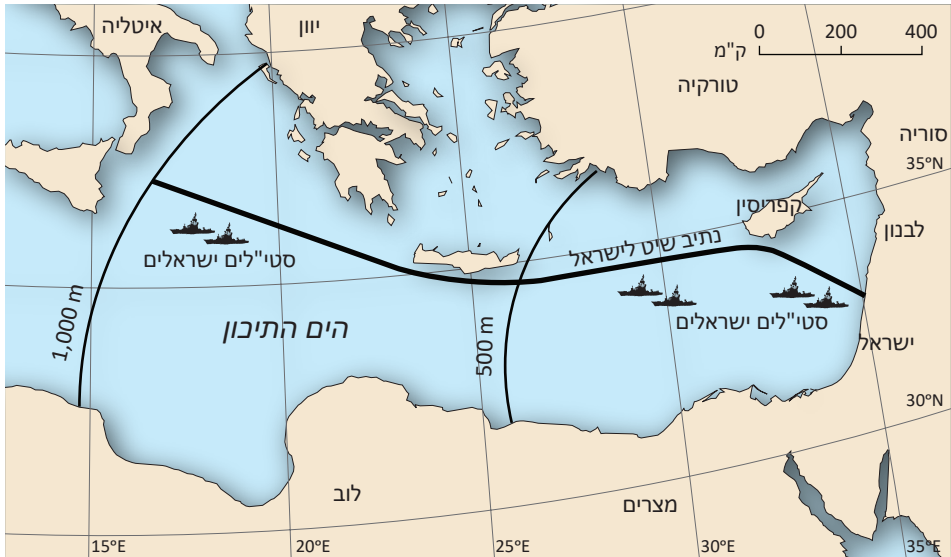 איטליה
יוון
ק"מ
0 200 400
טורקיה
סוריה
35°N
קפריסין
לבנון
נתיב שיט לישראל
סטי"לים ישראלים
סטי"לים ישראלים
1,000 m
500 m
הים התיכון
ישראל
30°N
לוב
מצרים
15°E
20°E
25°E
30°E
35°E